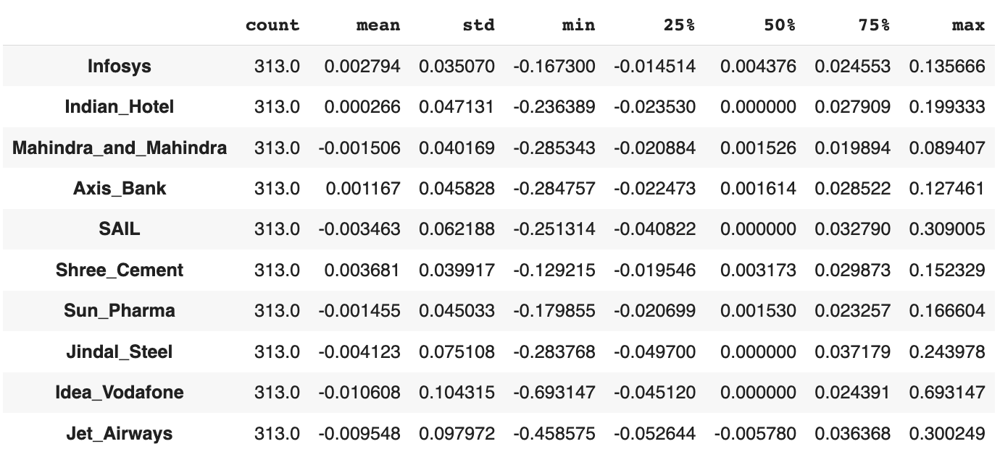 count mean std min 25% 50% 75% max
Infosys 313.0 0.002794 0.035070 -0.167300 -0.014514 0.004376 0.024553 0.135666
Indian_Hotel 313.0 0.000266 0.047131 -0.236389 -0.023530 0.000000 0.027909 0.199333
Mahindra_and_Mahindra 313.0 -0.001506 0.040169 -0.285343 -0.020884 0.001526 0.019894 0.089407
Axis_Bank 313.0 0.001167 0.045828 -0.284757 -0.022473 0.001614 0.028522 0.127461
SAIL 313.0 -0.003463 0.062188 -0.251314 -0.040822 0.000000 0.032790 0.309005
Shree_Cement 313.0 0.003681 0.039917 -0.129215 -0.019546 0.003173 0.029873 0.152329
Sun_Pharma 313.0 -0.001455 0.045033 -0.179855 -0.020699 0.001530 0.023257 0.166604
Jindal_Steel 313.0 -0.004123 0.075108 -0.283768 -0.049700 0.000000 0.037179 0.243978
Idea_Vodafone 313.0 -0.010608 0.104315 -0.693147 -0.045120 0.000000 0.024391 0.693147
Jet_Airways 313.0 -0.009548 0.097972 -0.458575 -0.052644 -0.005780 0.036368 0.300249